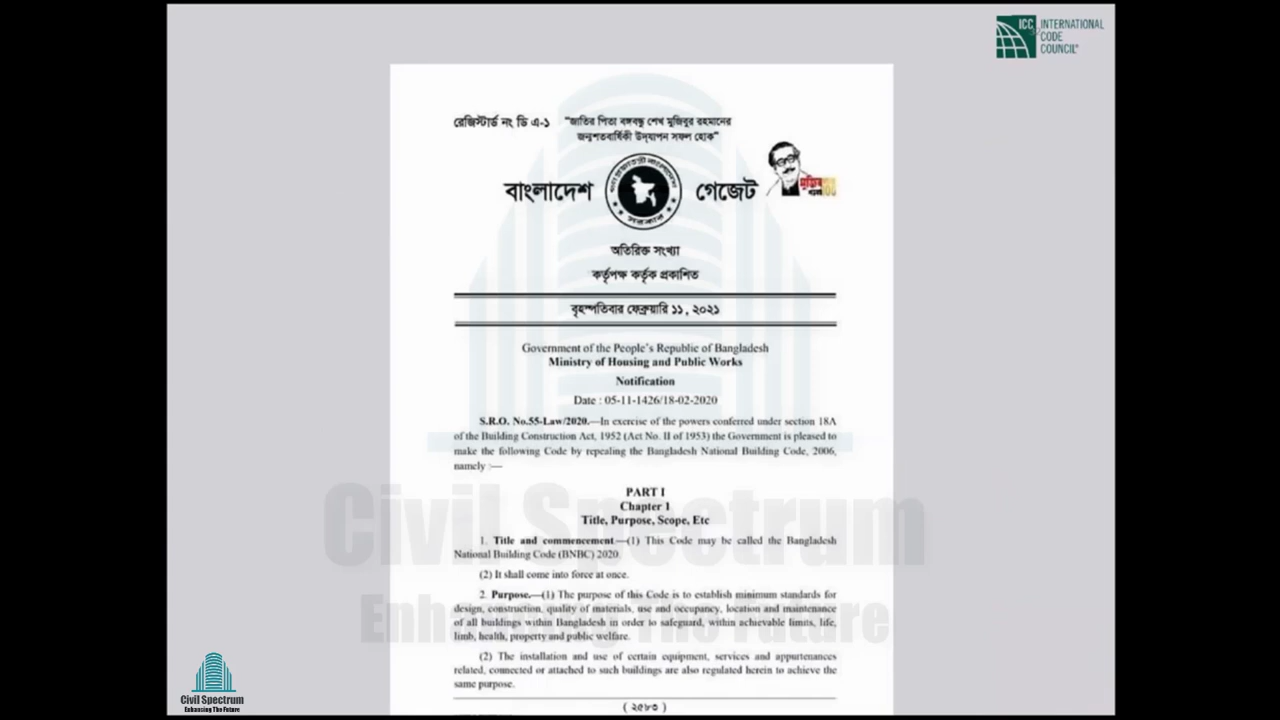 ICC INTERNATIONAL
CODE
COUNCIL®
রেজিস্টার্ড নং ডি এ-১
“জাতির পিতা বঙ্গবন্ধু শেখ মুজিবুর রহমানের
জন্মশতবার্ষিকী উদ্‌যাপন সফল হোক”
বাংলাদেশ গেজেট
অতিরিক্ত সংখ্যা
কর্তৃপক্ষ কর্তৃক প্রকাশিত
বৃহস্পতিবার ফেব্রুয়ারি ১১, ২০২১
Government of the People's Republic of Bangladesh
Ministry of Housing and Public Works
Notification
Date : 05-11-1426/18-02-2020
S.R.O. No.55-Law/2020.—In exercise of the powers conferred under section 18A
of the Building Construction Act, 1952 (Act No. II of 1953) the Government is pleased to
make the following Code by repealing the Bangladesh National Building Code, 2006,
namely :—
PART I
Chapter 1
Title, Purpose, Scope, Etc
1. Title and commencement—(1) This Code may be called the Bangladesh
National Building Code (BNBC) 2020.
(2) It shall come into force at once.
2. Purpose.—(1) The purpose of this Code is to establish minimum standards for
design, construction, quality of materials, use and occupancy, location and maintenance
of all buildings within Bangladesh in order to safeguard, within achievable limits, life,
limb, health, property and public welfare.
(2) The installation and use of certain equipment, services and appurtenances
related, connected or attached to such buildings are also regulated herein to achieve the
same purpose.
( ২৫৮৩ )
Civil Spectrum
Enhancing The Future
Civil Spectrum
Enhancing The Future